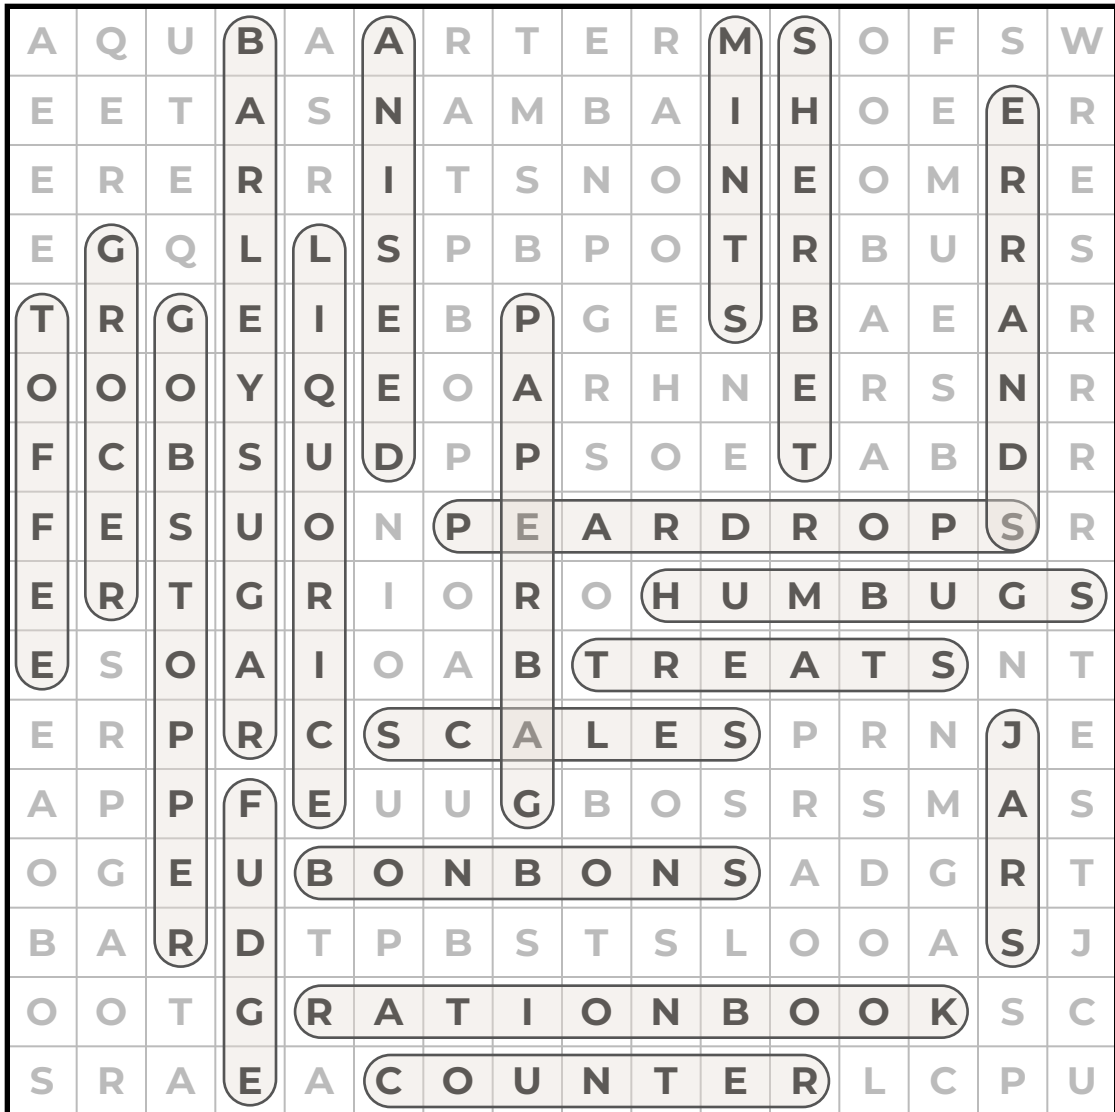 A Q U B A A R T E R M S O F S W
E E T A S N A M B A I H O E E R
E R E R R I T S N O N E O M R E
E G Q L L S P B P O T R B U R S
T R G E I E B P G E S B A E A R
O O O Y Q E O A R H N E R S N R
F C B S U D P P S O E T A B D R
F E S U O N P E A R D R O P S R
E R T G R I O R O H U M B U G S
E S O A I O A B T R E A T S N T
E R P R C S C A L E S P R N J E
A P P F E U U G B O S R S M A S
O G E U B O N B O N S A D G R T
B A R D T P B S T S L O O A S J
O O T G R A T I O N B O O K S C
S R A E A C O U N T E R L C P U